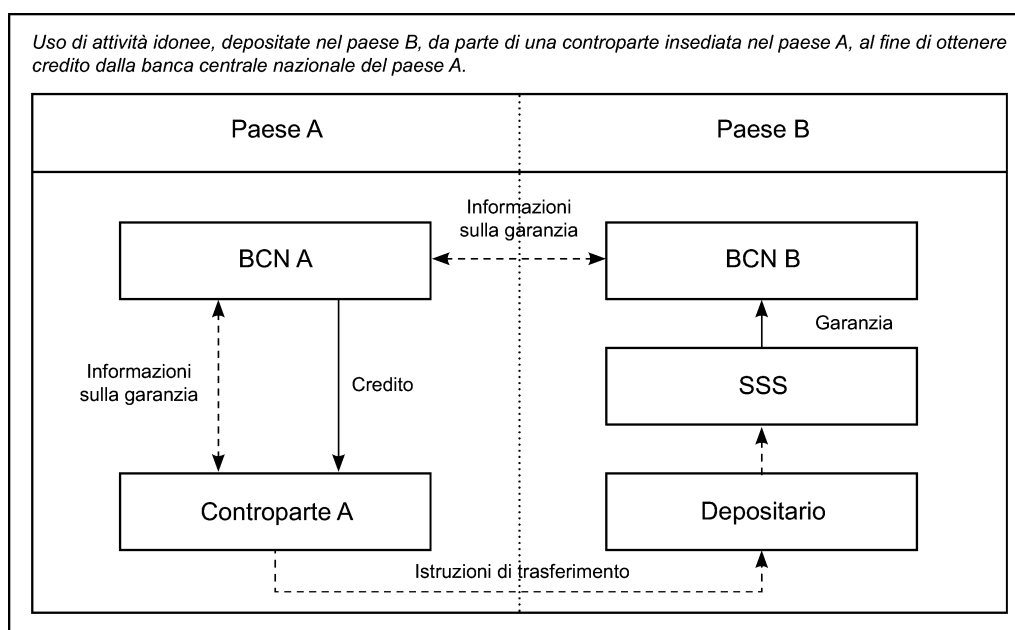 Uso di attività idonee, depositate nel paese B, da parte di una controparte insediata nel paese A, al fine di ottenere
credito dalla banca centrale nazionale del paese A.
Paese A
Paese B
Informazioni
sulla garanzia
BCN A
BCN B
Garanzia
Informazioni
sulla garanzia
Credito
SSS
Controparte A
Depositario
Istruzioni di trasferimento